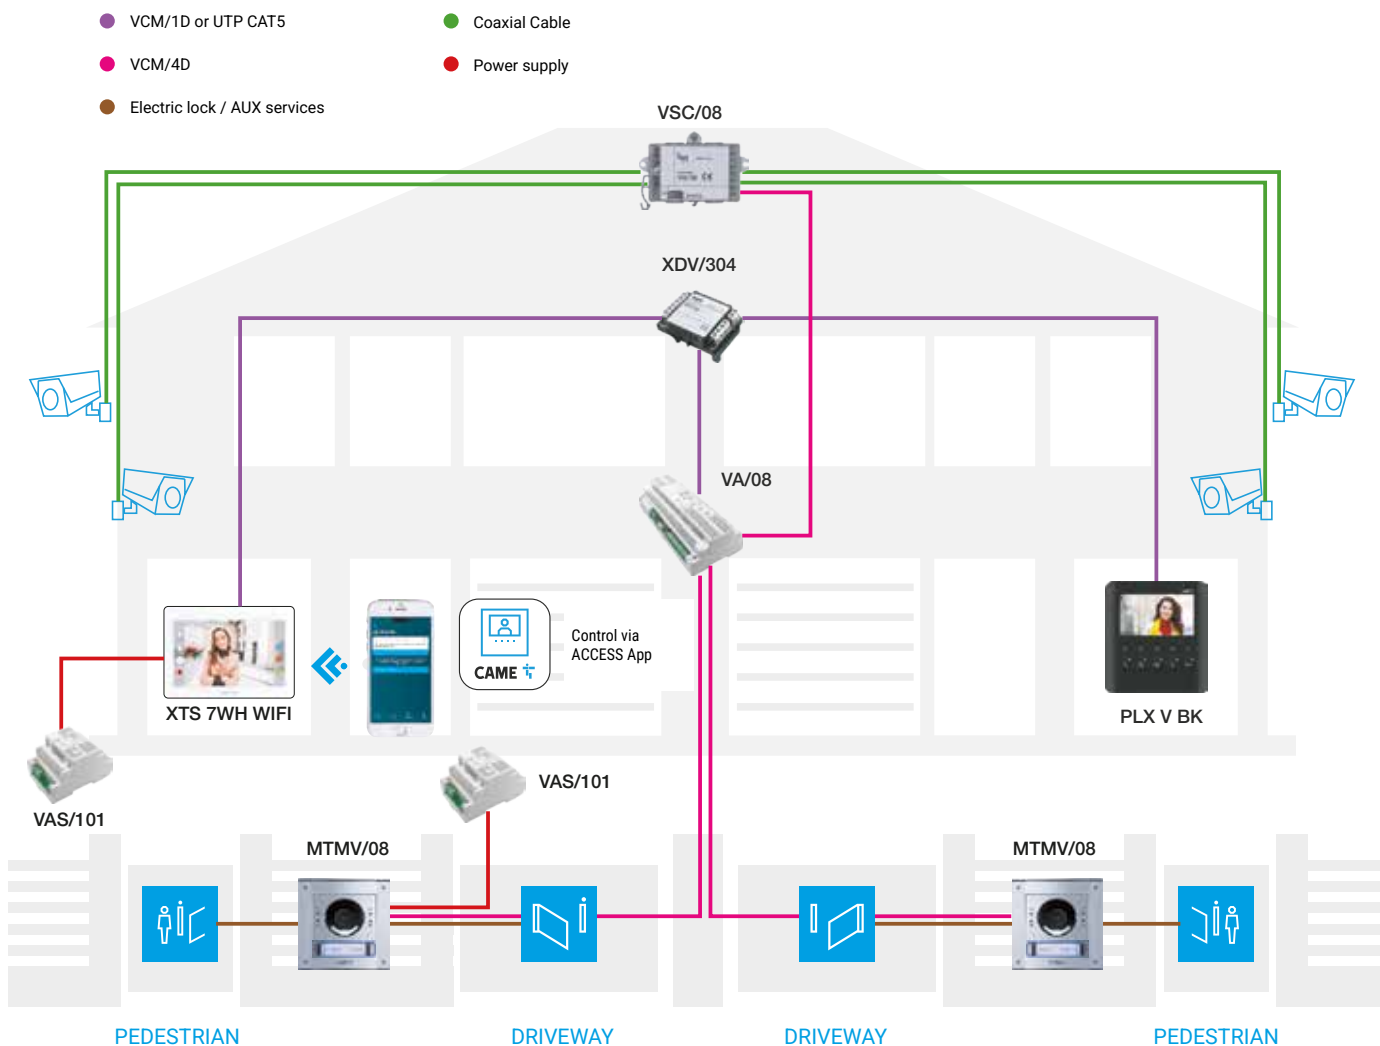 VCM/1D or UTP CAT5
Coaxial Cable
VCM/4D
Power supply
Electric lock / AUX services
VSC/08
XDV/304
VA/08
Control via
ACCESS App
CAME
XTS 7WH WIFI
PLX V BK
VAS/101
VAS/101
MTMV/08
MTMV/08
PEDESTRIAN
DRIVEWAY
DRIVEWAY
PEDESTRIAN